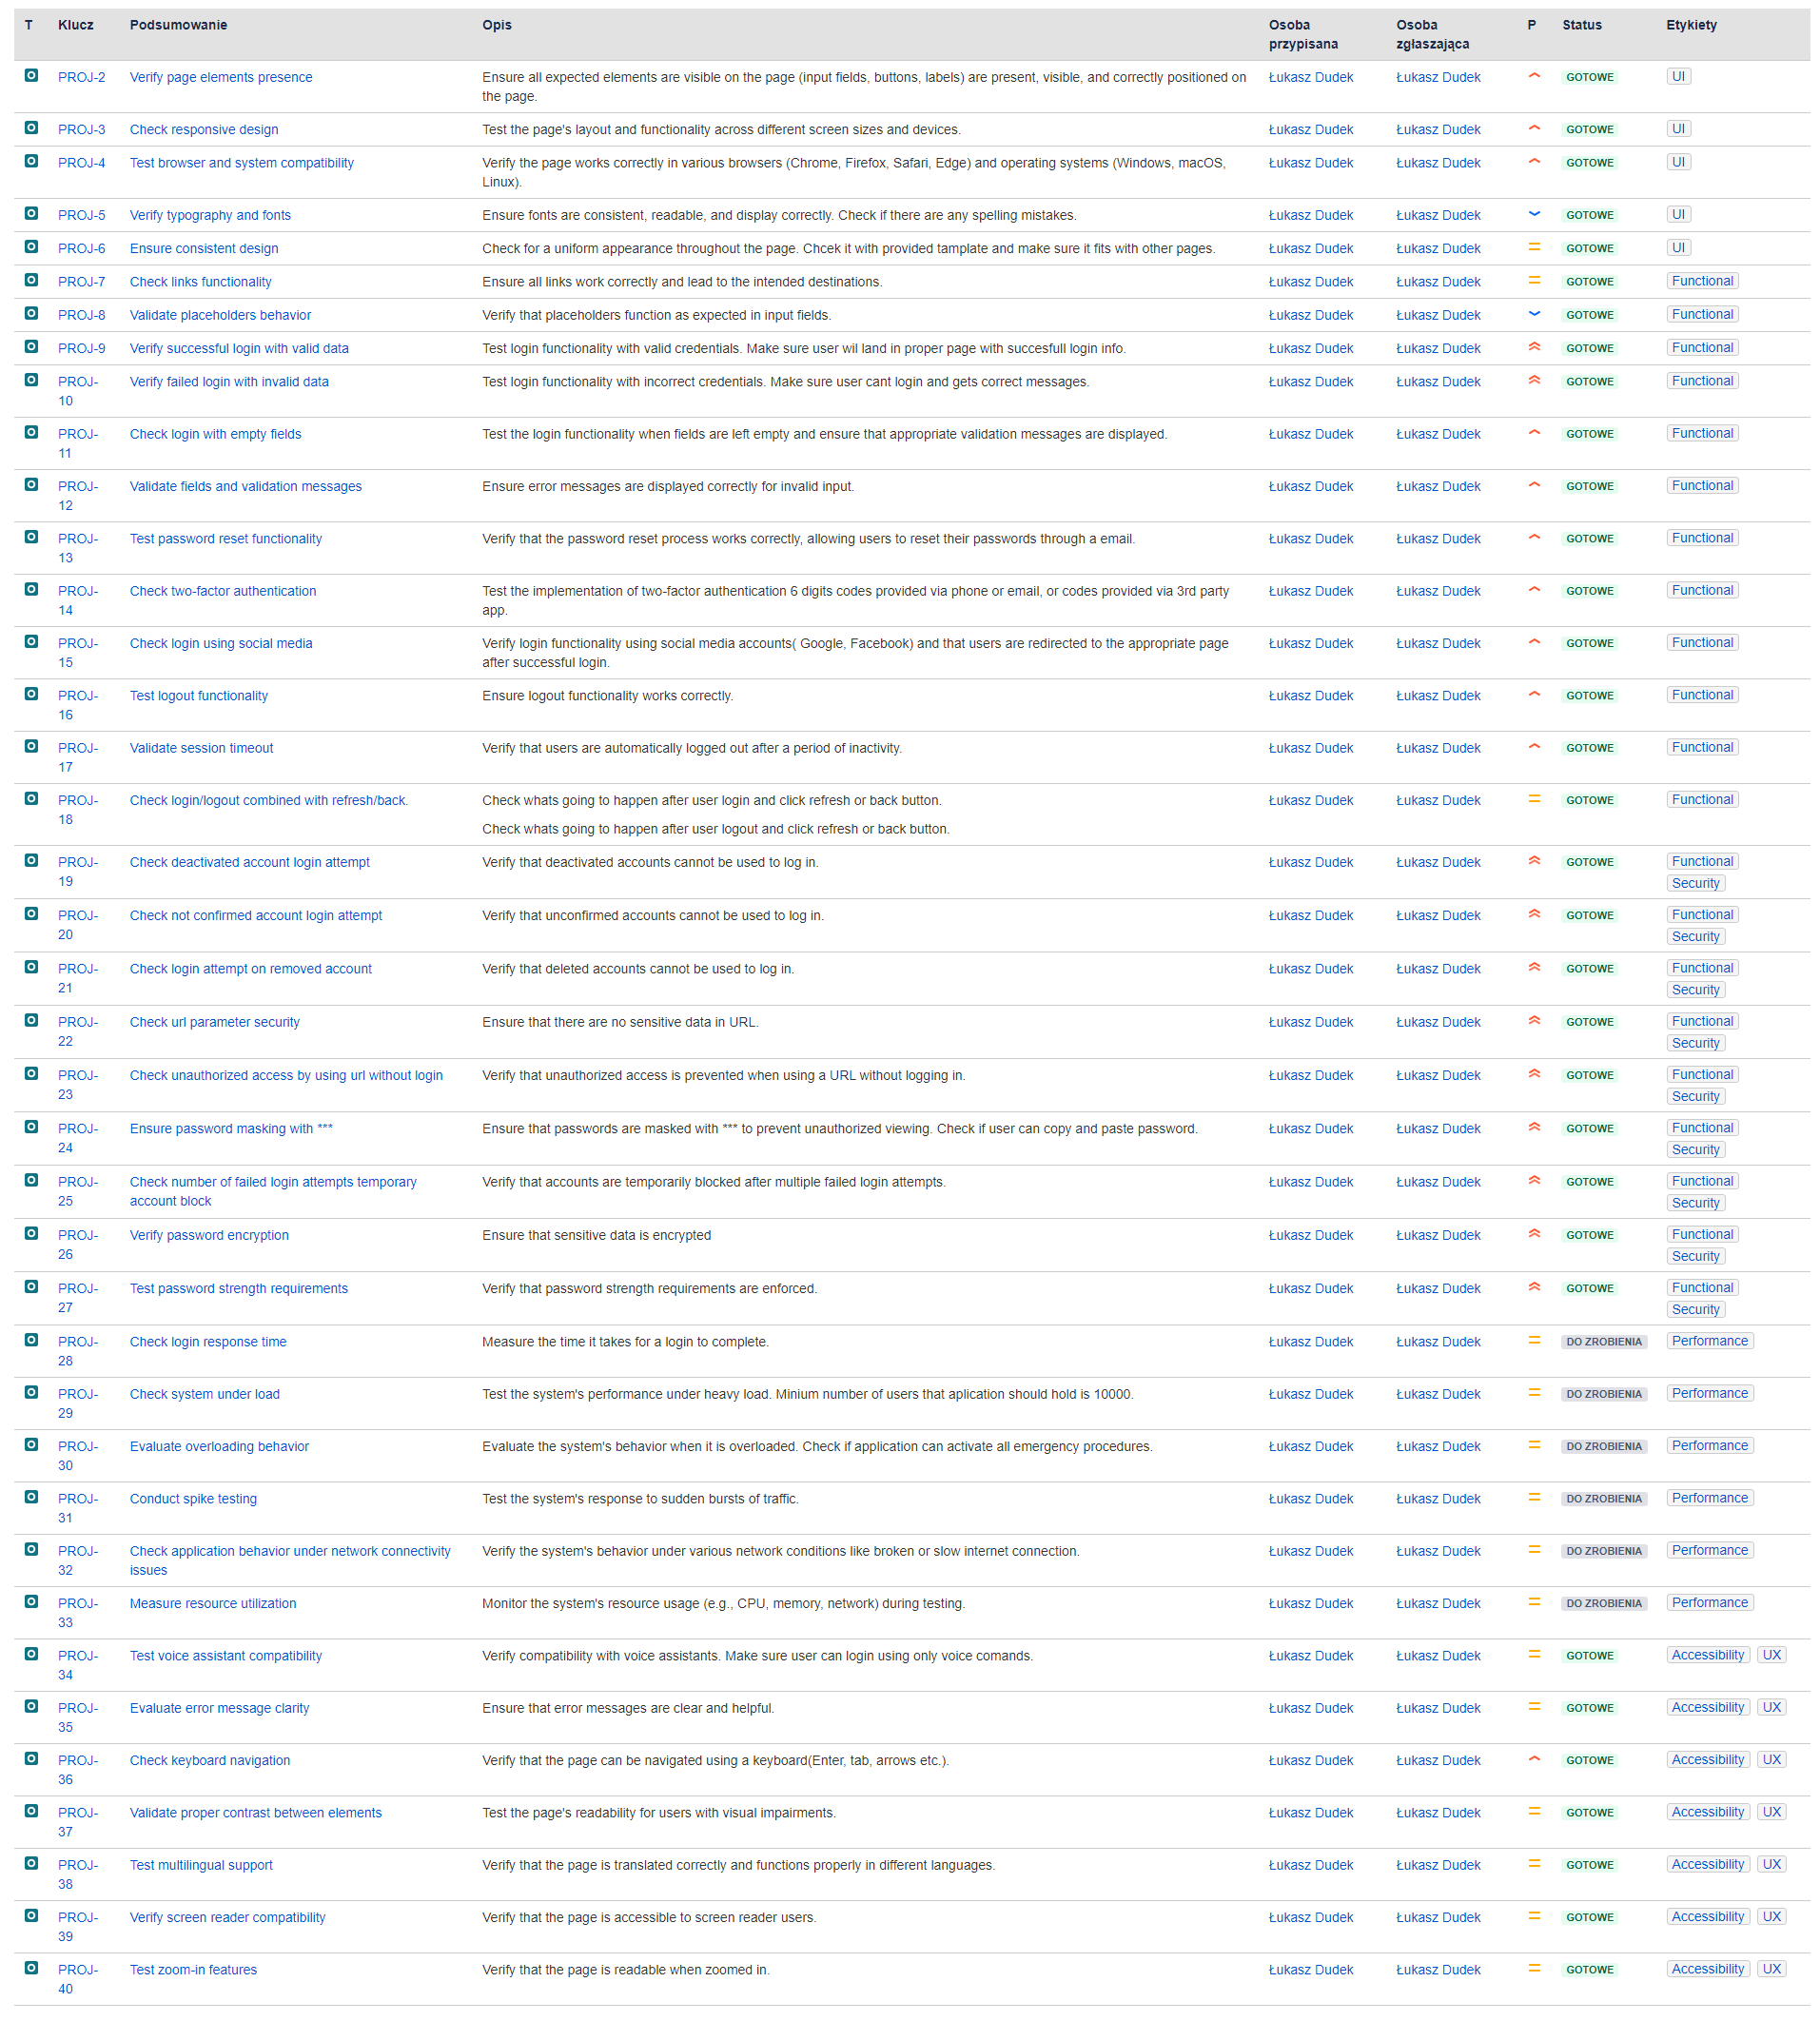 T Klucz Podsumowanie Opis Osoba przypisana Osoba zgłaszająca P Status Etykiety
PROJ-2 Verify page elements presence Ensure all expected elements are visible on the page (input fields, buttons, labels) are present, visible, and correctly positioned on the page. Łukasz Dudek Łukasz Dudek GOTOWE UI
PROJ-3 Check responsive design Test the page's layout and functionality across different screen sizes and devices. Łukasz Dudek Łukasz Dudek GOTOWE UI
PROJ-4 Test browser and system compatibility Verify the page works correctly in various browsers (Chrome, Firefox, Safari, Edge) and operating systems (Windows, macOS, Linux). Łukasz Dudek Łukasz Dudek GOTOWE UI
PROJ-5 Verify typography and fonts Ensure fonts are consistent, readable, and display correctly. Check if there are any spelling mistakes. Łukasz Dudek Łukasz Dudek GOTOWE UI
PROJ-6 Ensure consistent design Check for a uniform appearance throughout the page. Chcek it with provided tamplate and make sure it fits with other pages. Łukasz Dudek Łukasz Dudek GOTOWE UI
PROJ-7 Check links functionality Ensure all links work correctly and lead to the intended destinations. Łukasz Dudek Łukasz Dudek GOTOWE Functional
PROJ-8 Validate placeholders behavior Verify that placeholders function as expected in input fields. Łukasz Dudek Łukasz Dudek GOTOWE Functional
PROJ-9 Verify successful login with valid data Test login functionality with valid credentials. Make sure user wil land in proper page with succesfull login info. Łukasz Dudek Łukasz Dudek GOTOWE Functional
PROJ-10 Verify failed login with invalid data Test login functionality with incorrect credentials. Make sure user cant login and gets correct messages. Łukasz Dudek Łukasz Dudek GOTOWE Functional
PROJ-11 Check login with empty fields Test the login functionality when fields are left empty and ensure that appropriate validation messages are displayed. Łukasz Dudek Łukasz Dudek GOTOWE Functional
PROJ-12 Validate fields and validation messages Ensure error messages are displayed correctly for invalid input. Łukasz Dudek Łukasz Dudek GOTOWE Functional
PROJ-13 Test password reset functionality Verify that the password reset process works correctly, allowing users to reset their passwords through a email. Łukasz Dudek Łukasz Dudek GOTOWE Functional
PROJ-14 Check two-factor authentication Test the implementation of two-factor authentication 6 digits codes provided via phone or email, or codes provided via 3rd party app. Łukasz Dudek Łukasz Dudek GOTOWE Functional
PROJ-15 Check login using social media Verify login functionality using social media accounts( Google, Facebook) and that users are redirected to the appropriate page after successful login. Łukasz Dudek Łukasz Dudek GOTOWE Functional
PROJ-16 Test logout functionality Ensure logout functionality works correctly. Łukasz Dudek Łukasz Dudek GOTOWE Functional
PROJ-17 Validate session timeout Verify that users are automatically logged out after a period of inactivity. Łukasz Dudek Łukasz Dudek GOTOWE Functional
PROJ-18 Check login/logout combined with refresh/back. Check whats going to happen after user login and click refresh or back button. Łukasz Dudek Łukasz Dudek GOTOWE Functional
Check whats going to happen after user logout and click refresh or back button.
PROJ-19 Check deactivated account login attempt Verify that deactivated accounts cannot be used to log in. Łukasz Dudek Łukasz Dudek GOTOWE Functional Security
PROJ-20 Check not confirmed account login attempt Verify that unconfirmed accounts cannot be used to log in. Łukasz Dudek Łukasz Dudek GOTOWE Functional Security
PROJ-21 Check login attempt on removed account Verify that deleted accounts cannot be used to log in. Łukasz Dudek Łukasz Dudek GOTOWE Functional Security
PROJ-22 Check url parameter security Ensure that there are no sensitive data in URL. Łukasz Dudek Łukasz Dudek GOTOWE Functional Security
PROJ-23 Check unauthorized access by using url without login Verify that unauthorized access is prevented when using a URL without logging in. Łukasz Dudek Łukasz Dudek GOTOWE Functional Security
PROJ-24 Ensure password masking with *** Ensure that passwords are masked with *** to prevent unauthorized viewing. Check if user can copy and paste password. Łukasz Dudek Łukasz Dudek GOTOWE Functional Security
PROJ-25 Check number of failed login attempts temporary account block Verify that accounts are temporarily blocked after multiple failed login attempts. Łukasz Dudek Łukasz Dudek GOTOWE Functional Security
PROJ-26 Verify password encryption Ensure that sensitive data is encrypted Łukasz Dudek Łukasz Dudek GOTOWE Functional Security
PROJ-27 Test password strength requirements Verify that password strength requirements are enforced. Łukasz Dudek Łukasz Dudek GOTOWE Functional Security
PROJ-28 Check login response time Measure the time it takes for a login to complete. Łukasz Dudek Łukasz Dudek DO ZROBIENIA Performance
PROJ-29 Check system under load Test the system's performance under heavy load. Minium number of users that aplication should hold is 10000. Łukasz Dudek Łukasz Dudek DO ZROBIENIA Performance
PROJ-30 Evaluate overloading behavior Evaluate the system's behavior when it is overloaded. Check if application can activate all emergency procedures. Łukasz Dudek Łukasz Dudek DO ZROBIENIA Performance
PROJ-31 Conduct spike testing Test the system's response to sudden bursts of traffic. Łukasz Dudek Łukasz Dudek DO ZROBIENIA Performance
PROJ-32 Check application behavior under network connectivity issues Verify the system's behavior under various network conditions like broken or slow internet connection. Łukasz Dudek Łukasz Dudek DO ZROBIENIA Performance
PROJ-33 Measure resource utilization Monitor the system's resource usage (e.g., CPU, memory, network) during testing. Łukasz Dudek Łukasz Dudek DO ZROBIENIA Performance
PROJ-34 Test voice assistant compatibility Verify compatibility with voice assistants. Make sure user can login using only voice comands. Łukasz Dudek Łukasz Dudek GOTOWE Accessibility UX
PROJ-35 Evaluate error message clarity Ensure that error messages are clear and helpful. Łukasz Dudek Łukasz Dudek GOTOWE Accessibility UX
PROJ-36 Check keyboard navigation Verify that the page can be navigated using a keyboard(Enter, tab, arrows etc.). Łukasz Dudek Łukasz Dudek GOTOWE Accessibility UX
PROJ-37 Validate proper contrast between elements Test the page's readability for users with visual impairments. Łukasz Dudek Łukasz Dudek GOTOWE Accessibility UX
PROJ-38 Test multilingual support Verify that the page is translated correctly and functions properly in different languages. Łukasz Dudek Łukasz Dudek GOTOWE Accessibility UX
PROJ-39 Verify screen reader compatibility Verify that the page is accessible to screen reader users. Łukasz Dudek Łukasz Dudek GOTOWE Accessibility UX
PROJ-40 Test zoom-in features Verify that the page is readable when zoomed in. Łukasz Dudek Łukasz Dudek GOTOWE Accessibility UX